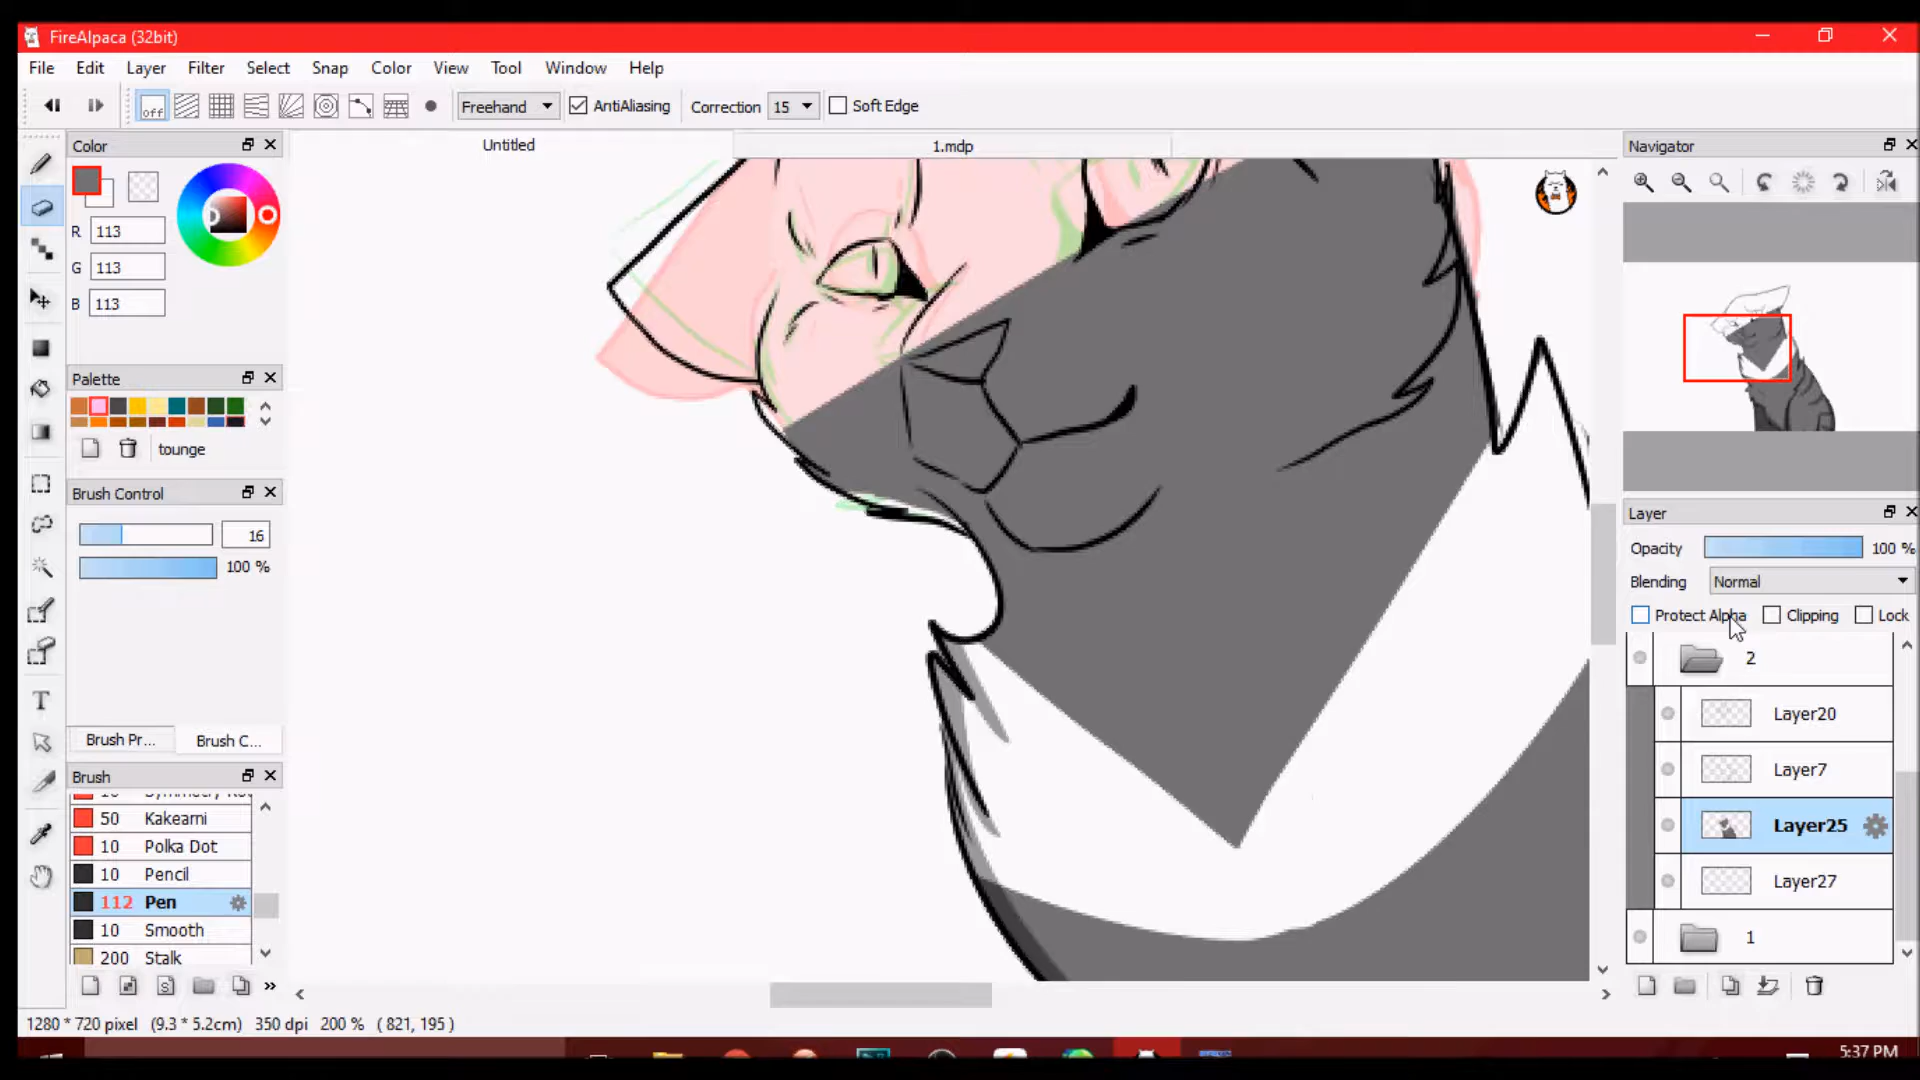 FireAlpaca (32bit)
File Edit Layer Filter Select Snap Color View Tool Window Help
off Freehand AntiAliasing Correction 15 Soft Edge
Color
Untitled
1.mdp
Navigator
R 113
G 113
B 113
Palette
tounge
Brush Control
16
100 %
Brush Pr... Brush C...
Brush
50 Kakearni
10 Polka Dot
10 Pencil
112 Pen
10 Smooth
200 Stalk
Layer
Opacity 100 %
Blending Normal
Protect Alpha Clipping Lock
2
Layer20
Layer7
Layer25
Layer27
1
1280 * 720 pixel (9.3 * 5.2cm) 350 dpi 200 % ( 821, 195 )
5:37 PM